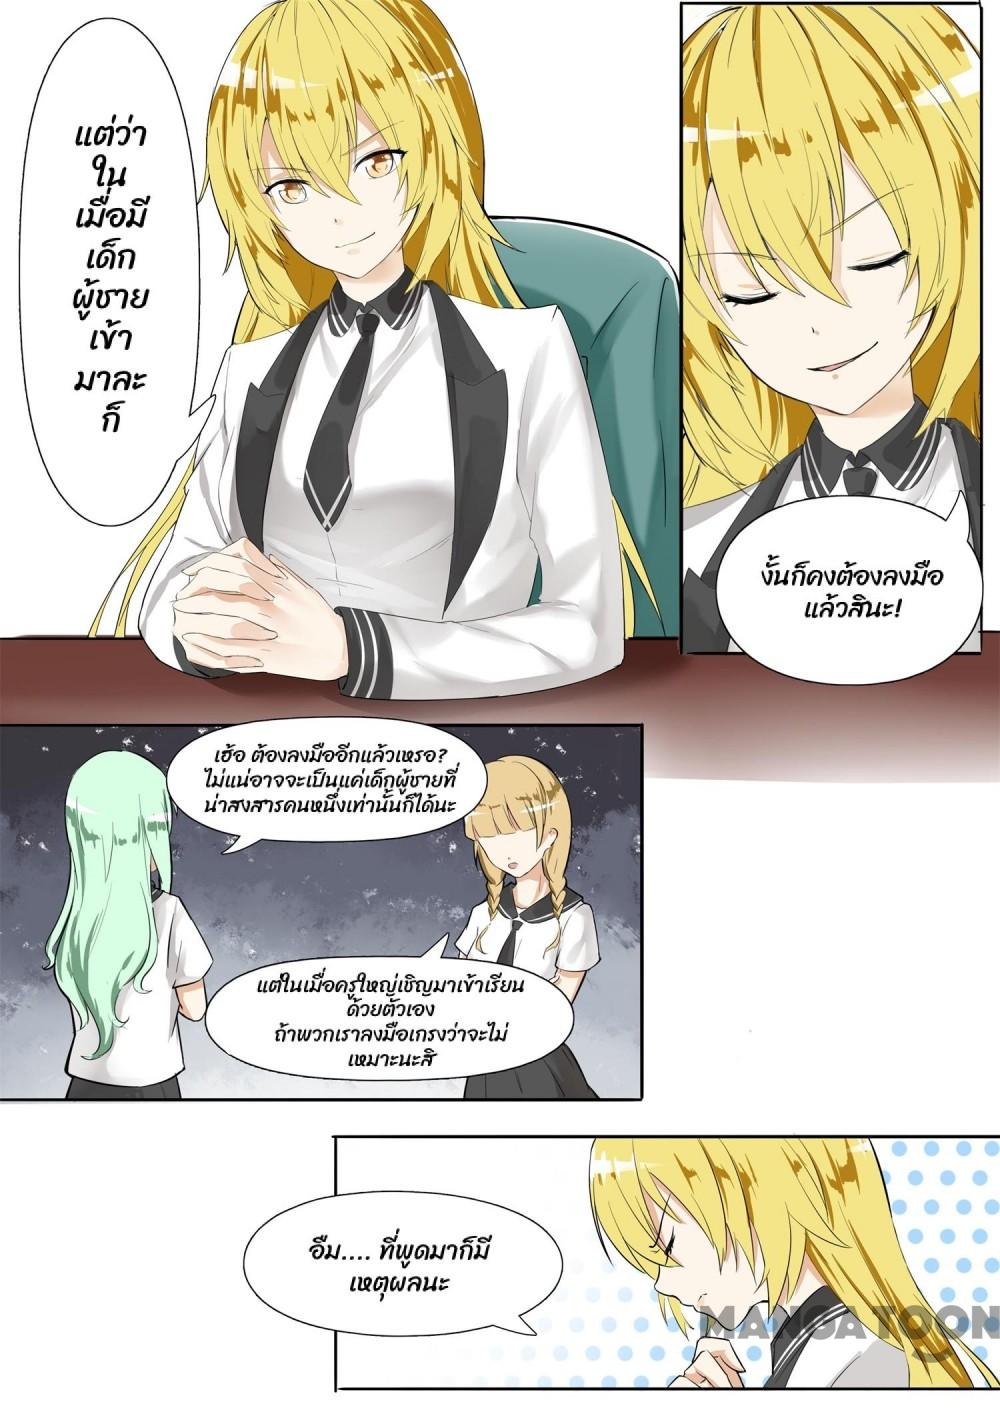 แต่ว่า
ใน
เมื่อมี
เด็ก
ผู้ชาย
เข้า
มาละ
ก็
งั้นก็คงต้องลงมือ
แล้วสินะ!
เฮ้อ ต้องลงมืออีกแล้วเหรอ?
ไม่แน่อาจจะเป็นแค่เด็กผู้ชายที่
น่าสงสารคนหนึ่งเท่านั้นก็ได้นะ
แต่ในเมื่อครูใหญ่เชิญมาเข้าเรียน
ด้วยตัวเอง
ถ้าพวกเราลงมือเกรงว่าจะไม่
เหมาะนะสิ
อืม.... ที่พูดมาก็มี
เหตุผลนะ
MANGATOON